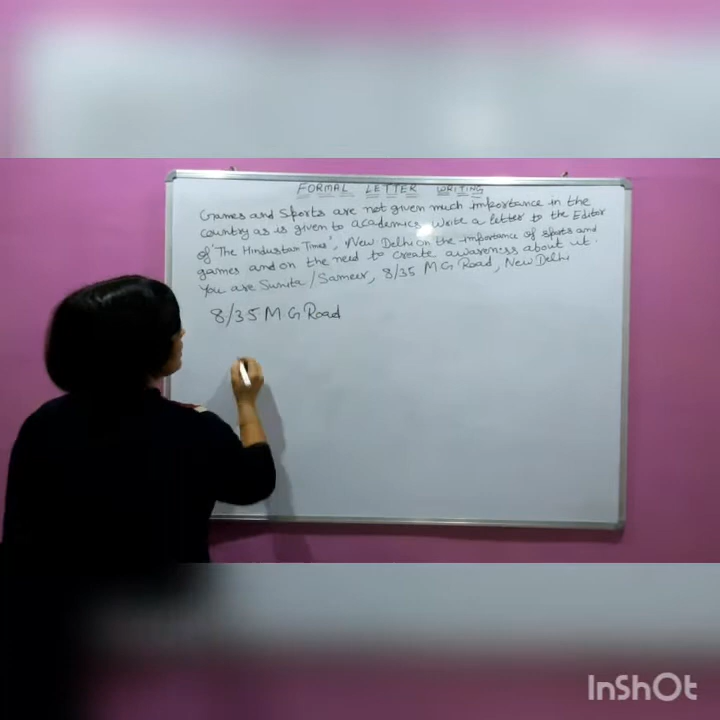 FORMAL LETTER WRITING
Games and Sports are not given much importance in the
country as is given to academics. Write a letter to the Editor
of 'The Hindustan Times', New Delhi on the importance of sports and
games and on the need to create awareness about it.
You are Sunita / Sameer, 8/35 M G Road, New Delhi
8/35 M G Road
InShOt